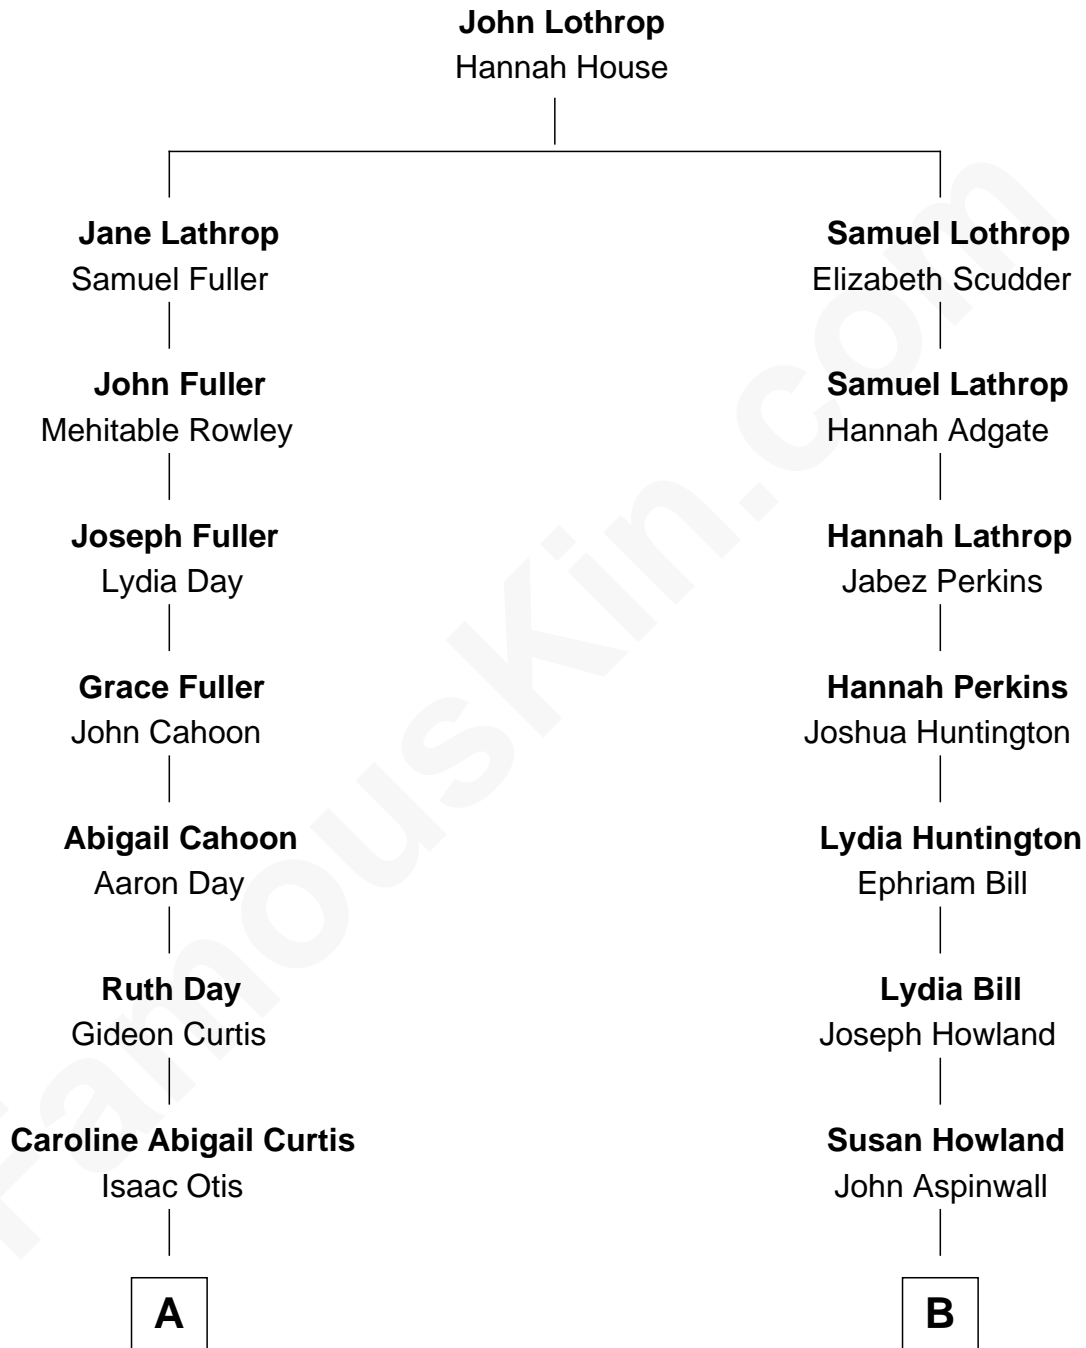 John Lothrop
Hannah House
Jane Lathrop
Samuel Fuller
John Fuller
Mehitable Rowley
Joseph Fuller
Lydia Day
Grace Fuller
John Cahoon
Abigail Cahoon
Aaron Day
Ruth Day
Gideon Curtis
Caroline Abigail Curtis
Isaac Otis
A
Samuel Lothrop
Elizabeth Scudder
Samuel Lathrop
Hannah Adgate
Hannah Lathrop
Jabez Perkins
Hannah Perkins
Joshua Huntington
Lydia Huntington
Ephriam Bill
Lydia Bill
Joseph Howland
Susan Howland
John Aspinwall
B
FamousKin.com